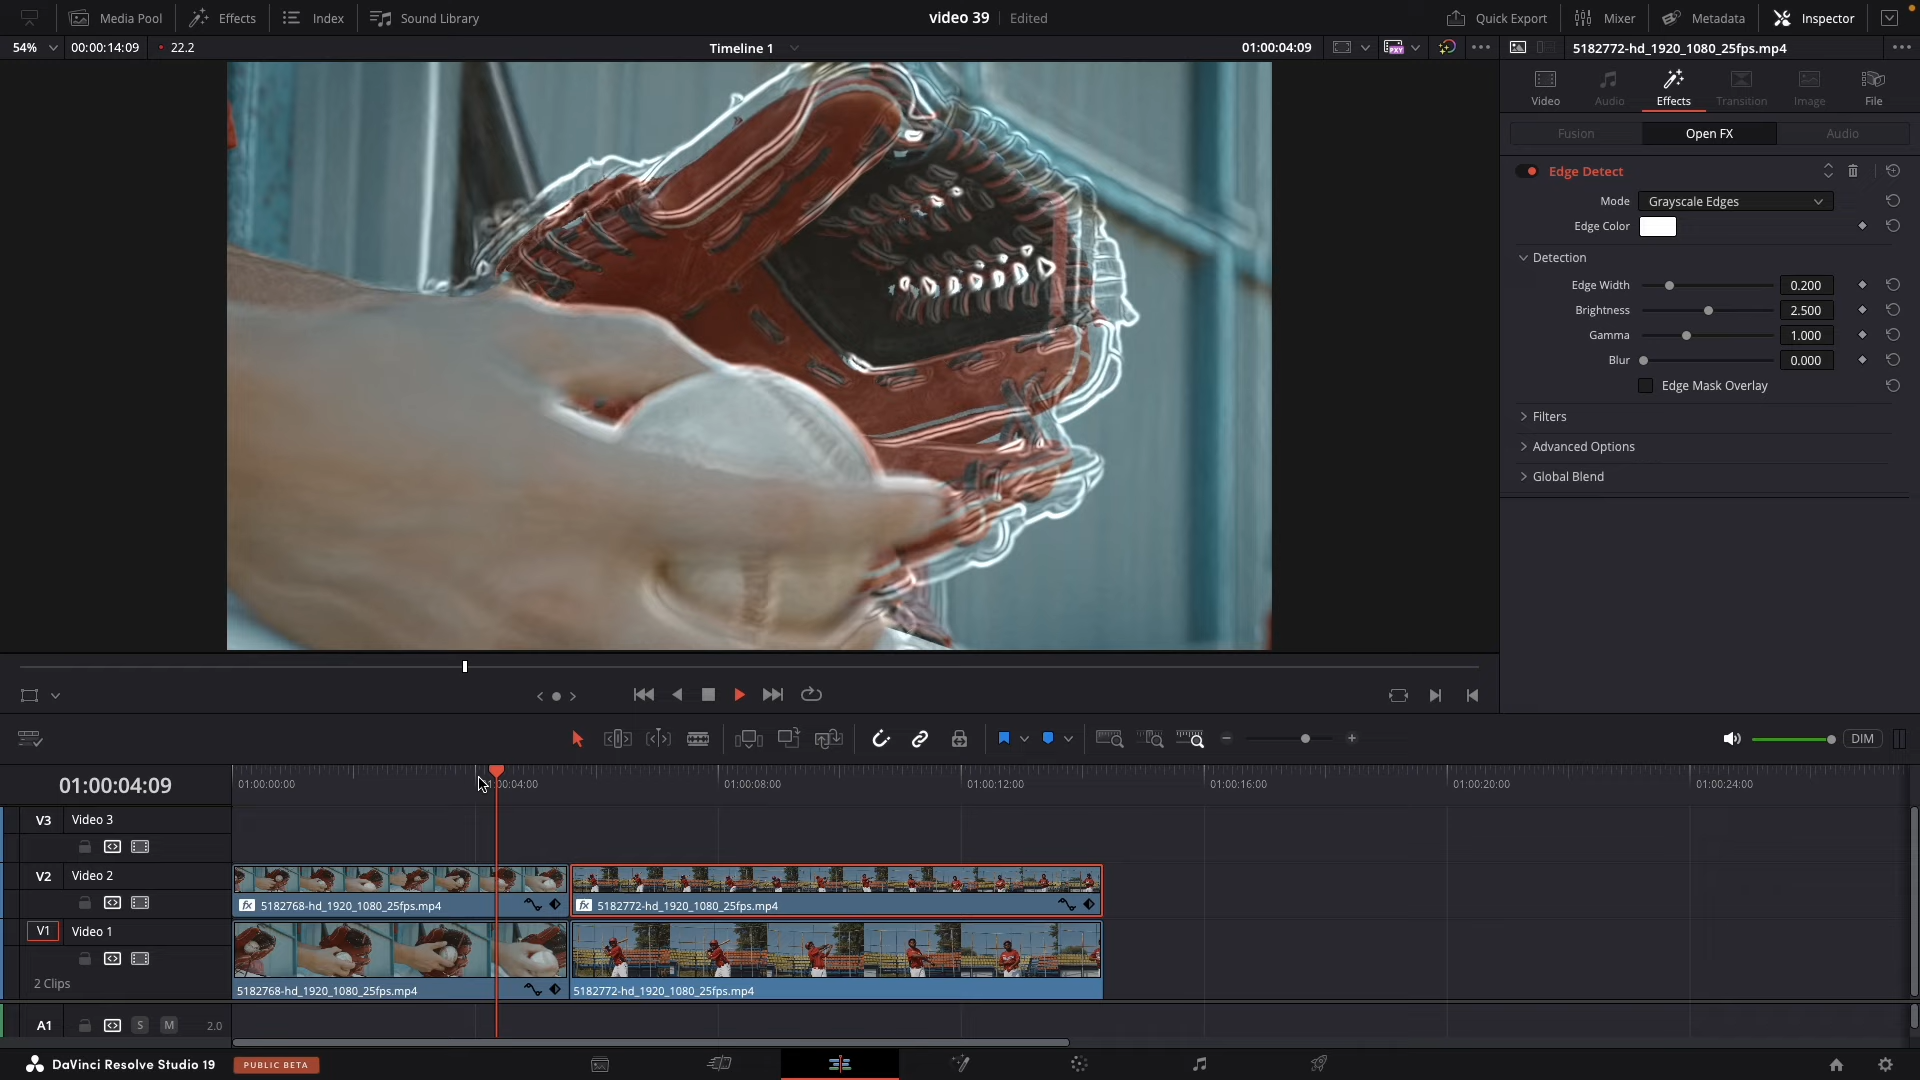 Media Pool
Effects
Index
Sound Library
video 39
Edited
Quick Export
Mixer
Metadata
Inspector
54%
00:00:14:09
22.2
Timeline 1
01:00:04:09
PXY
5182772-hd_1920_1080_25fps.mp4
Video
Audio
Effects
Transition
Image
File
Fusion
Open FX
Audio
Edge Detect
Mode
Grayscale Edges
Edge Color
Detection
Edge Width
0.200
Brightness
2.500
Gamma
1.000
Blur
0.000
Edge Mask Overlay
Filters
Advanced Options
Global Blend
DIM
01:00:04:09
01:00:00:00
01:00:08:00
01:00:12:00
01:00:16:00
01:00:20:00
01:00:24:00
V3
Video 3
V2
Video 2
fx
5182768-hd_1920_1080_25fps.mp4
fx
5182772-hd_1920_1080_25fps.mp4
V1
Video 1
2 Clips
5182768-hd_1920_1080_25fps.mp4
5182772-hd_1920_1080_25fps.mp4
A1
S
M
2.0
DaVinci Resolve Studio 19
PUBLIC BETA